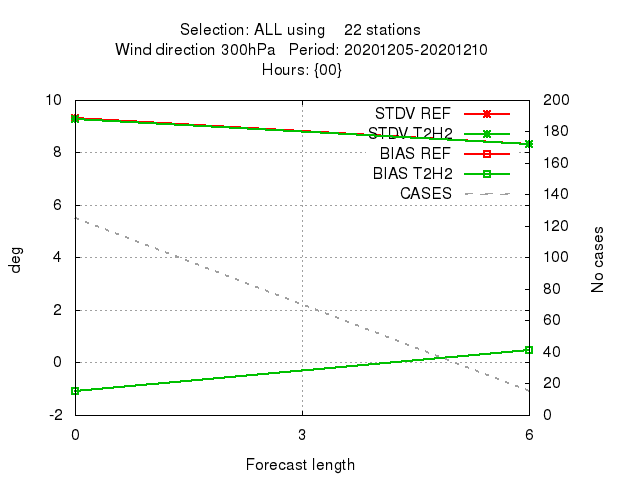 Selection: ALL using    22 stations
Wind direction 300hPa   Period: 20201205-20201210
Hours: {00}
10 200
STDV REF
8 180
STDV T2H2
160
BIAS REF
6 140
BIAS T2H2
120
CASES
4 100
80
2 60
40
0 20
-2 0
deg
No cases
0 3 6
Forecast length